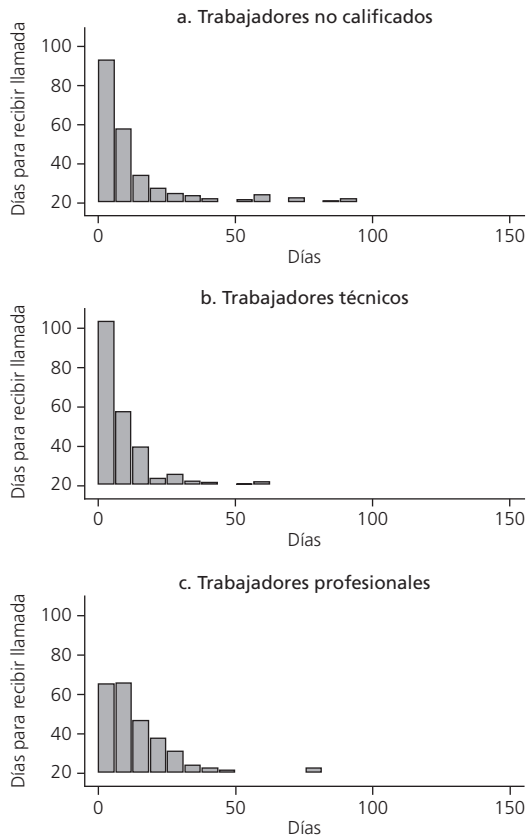 a. Trabajadores no calificados
Días para recibir llamada
100
80
60
40
20
0 50 100 150
Días
b. Trabajadores técnicos
Días para recibir llamada
100
80
60
40
20
0 50 100 150
Días
c. Trabajadores profesionales
Días para recibir llamada
100
80
60
40
20
0 50 100 150
Días